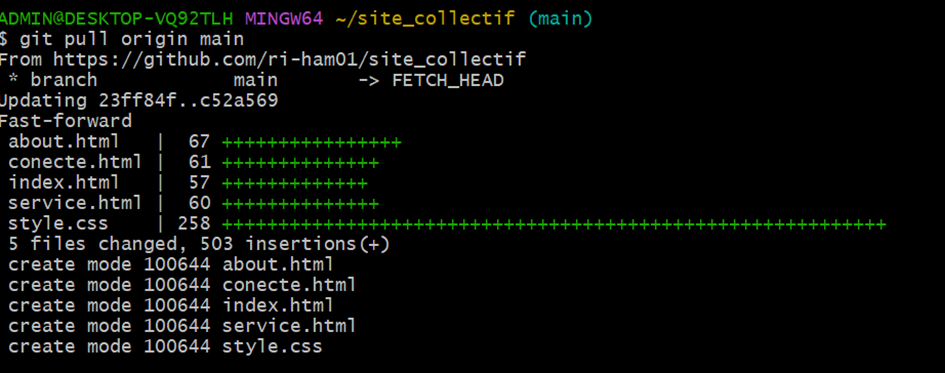 ADMIN@DESKTOP-VQ92TLH MINGW64 ~/site_collectif (main)
$ git pull origin main
From https://github.com/ri-ham01/site_collectif
 * branch            main       -> FETCH_HEAD
Updating 23ff84f..c52a569
Fast-forward
 about.html   |  67 ++++++++++++++++
 conecte.html |  61 ++++++++++++++
 index.html   |  57 +++++++++++++
 service.html |  60 ++++++++++++++
 style.css    | 258 +++++++++++++++++++++++++++++++++++++++++++++++++++++++++++
 5 files changed, 503 insertions(+)
 create mode 100644 about.html
 create mode 100644 conecte.html
 create mode 100644 index.html
 create mode 100644 service.html
 create mode 100644 style.css